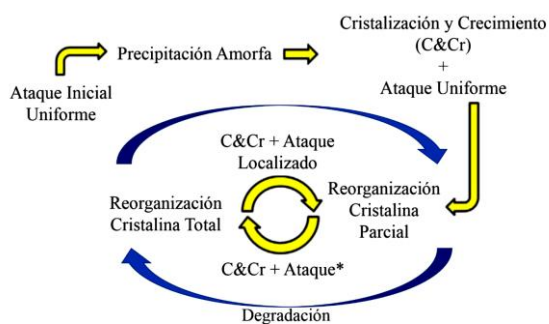 Cristalización y Crecimiento
(C&Cr)
+
Ataque Uniforme
Precipitación Amorfa
Ataque Inicial
Uniforme
C&Cr + Ataque
Localizado
Reorganización
Cristalina Total
Reorganización
Cristalina
Parcial
C&Cr + Ataque*
Degradación